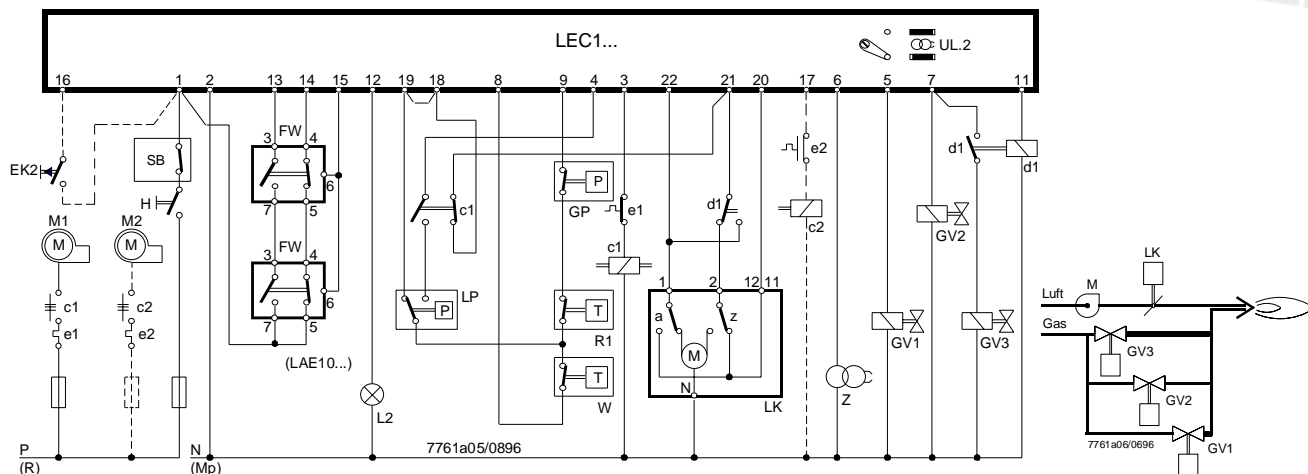 LEC1...
UL.2
16 1 2 13 14 15 12 19 18 8 9 4 3 22 21 20 17 6 5 7 11
FW
3 4
SB
EK2
6
H
7 5
M1 M2
M M
FW
3 4
6
7 5
c1 c2
e1 e2
(LAE10...)
L2
c1
LP
P
P
GP
e1
c1
T
R1
T
W
d1
1 2 12 11
a z
M
N
LK
e2
c2
Z
GV1
d1
d1
GV2
GV3
P
(R)
N
(Mp)
7761a05/0896
LK
M
Luft
Gas
GV3
GV2
GV1
7761a06/0696